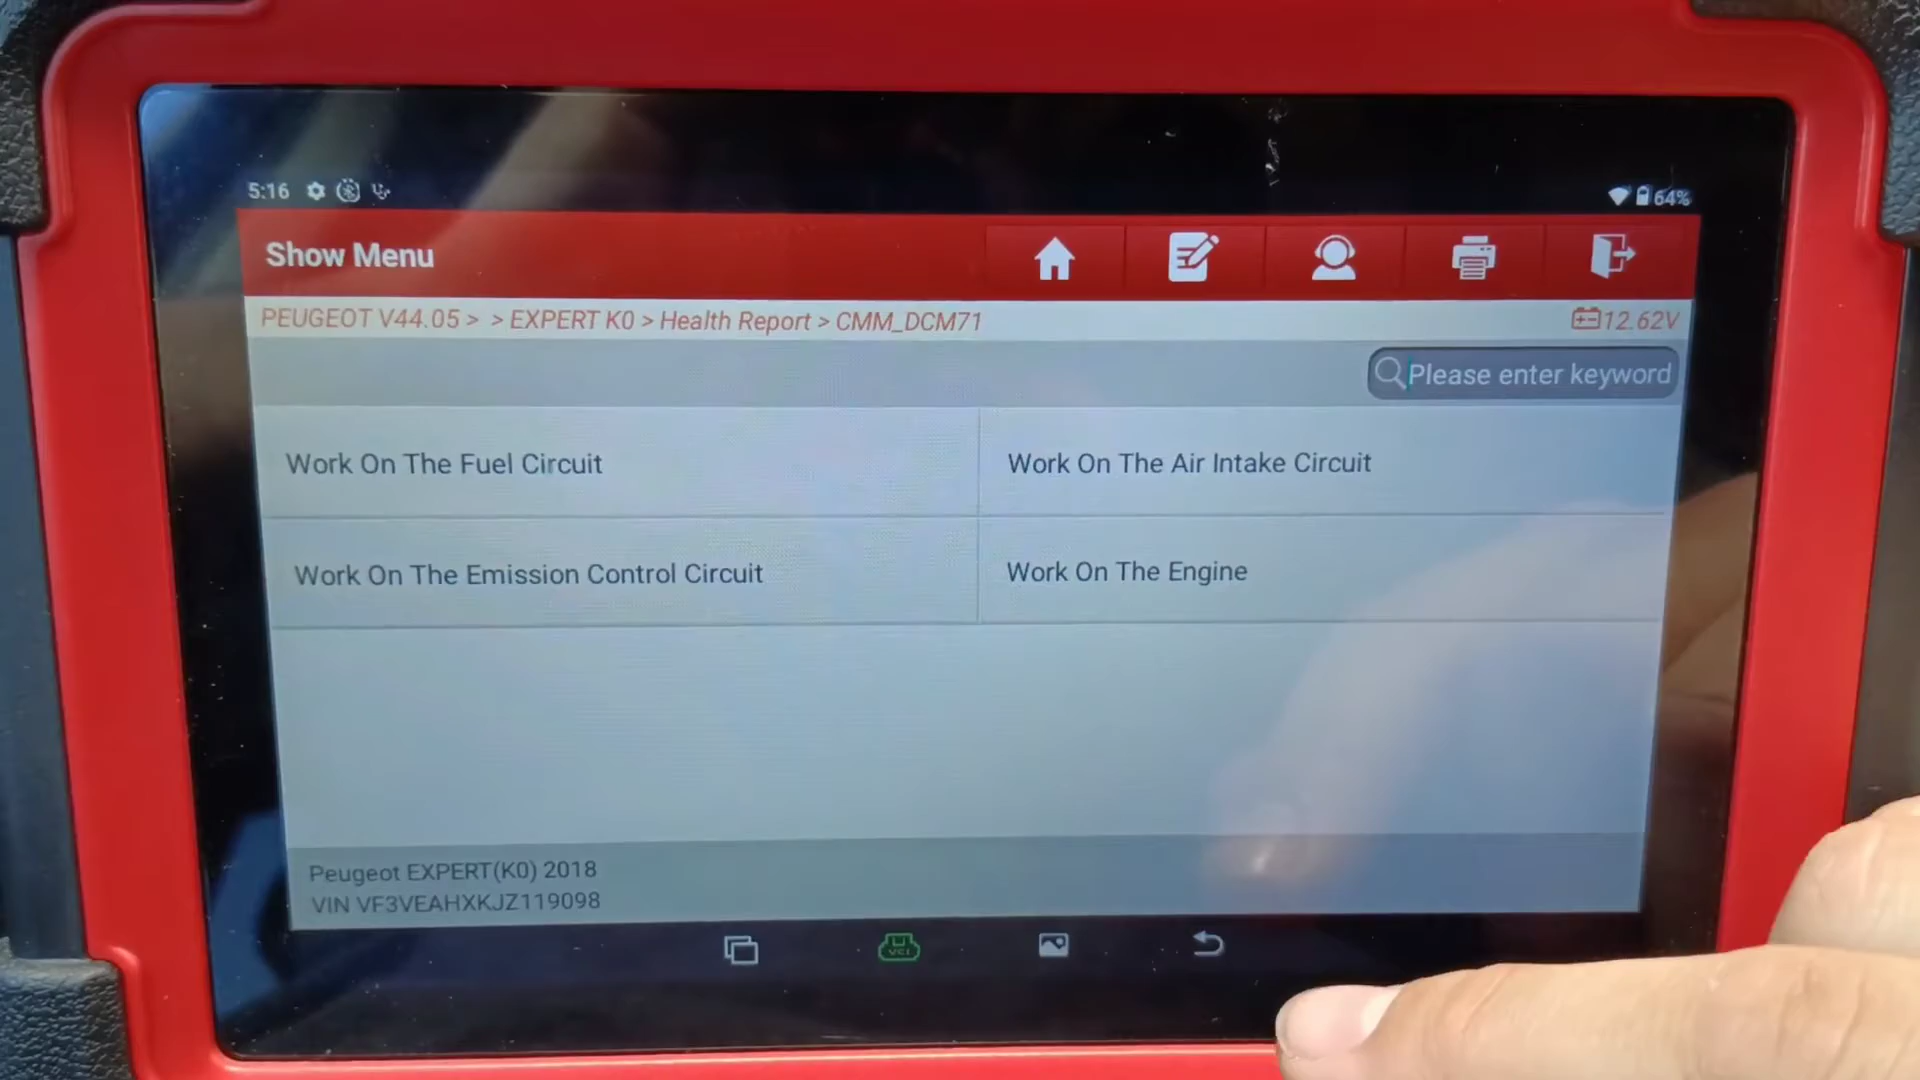 5:16
64%
Show Menu
PEUGEOT V44.05 > > EXPERT K0 > Health Report > CMM_DCM71
12.62V
Please enter keyword
Work On The Fuel Circuit
Work On The Air Intake Circuit
Work On The Emission Control Circuit
Work On The Engine
Peugeot EXPERT(K0) 2018
VIN VF3VEAHXKJZ119098
VCI